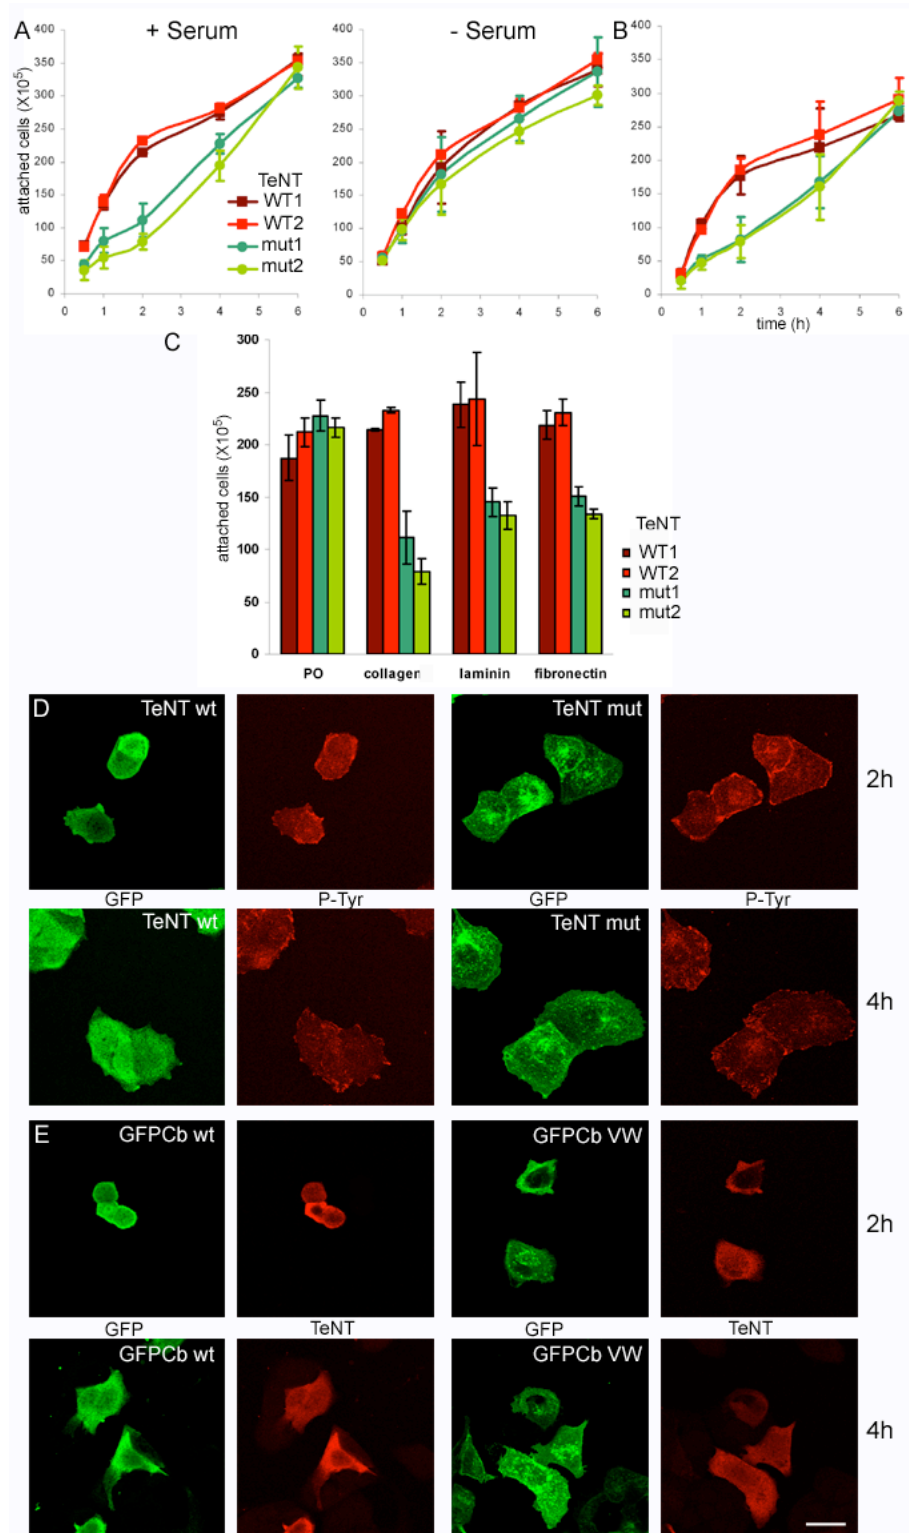 A + Serum - Serum B
attached cells (X10⁵)
400
350
300
250
200
150
100
50
0
TeNT
WT1
WT2
mut1
mut2
0 1 2 3 4 5 6
400
350
300
250
200
150
100
50
0
0 1 2 3 4 5 6
400
350
300
250
200
150
100
50
0
0 1 2 3 4 5 6
time (h)
C
attached cells (X10⁵)
300
250
200
150
100
50
0
PO collagen laminin fibronectin
TeNT
WT1
WT2
mut1
mut2
D TeNT wt TeNT mut
2h
GFP P-Tyr GFP P-Tyr
TeNT wt TeNT mut
4h
E GFPCb wt GFPCb VW
2h
GFP TeNT GFP TeNT
GFPCb wt GFPCb VW
4h